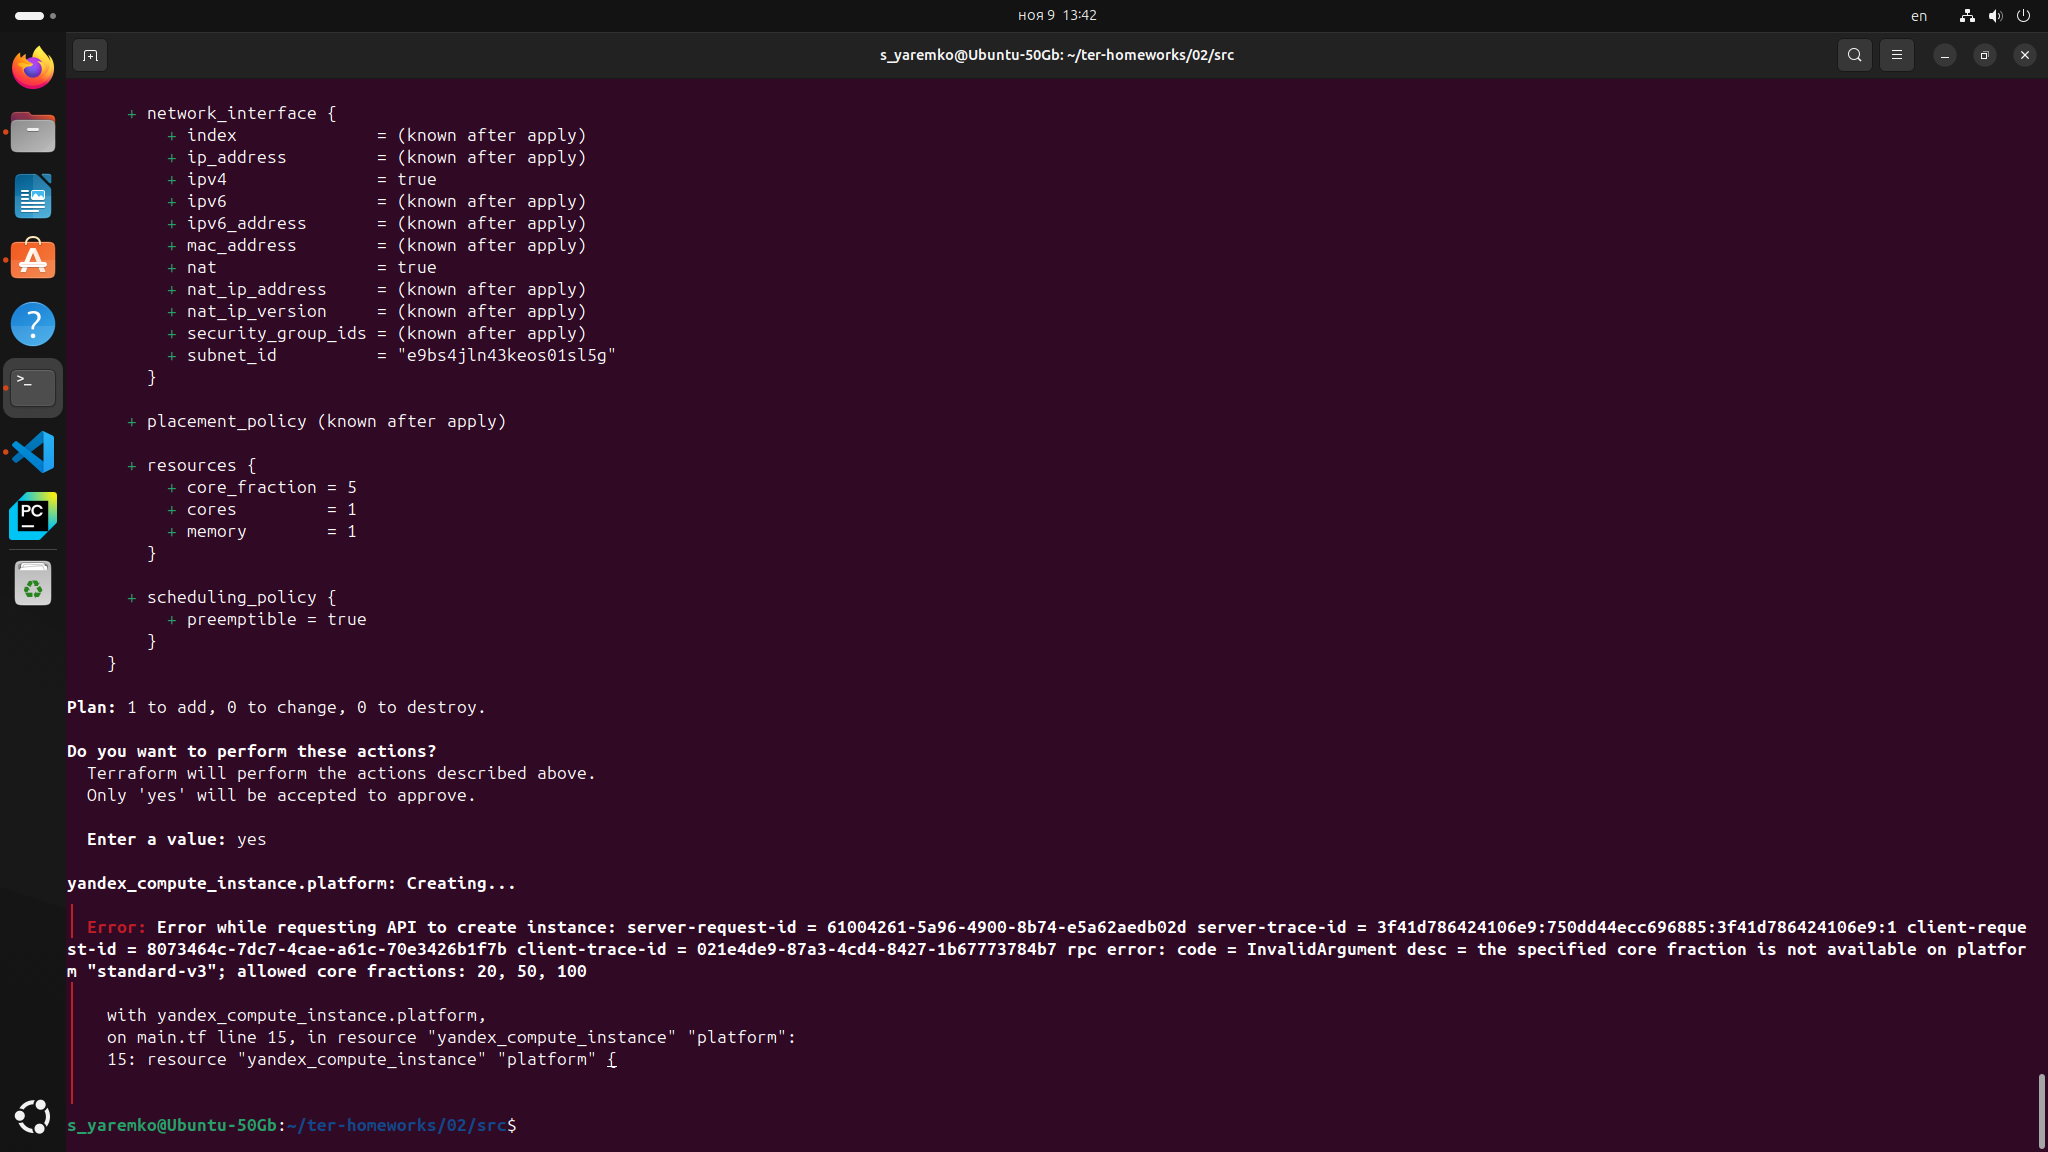 ноя 9 13:42
en
s_yaremko@Ubuntu-50Gb: ~/ter-homeworks/02/src
+ network_interface {
+ index = (known after apply)
+ ip_address = (known after apply)
+ ipv4 = true
+ ipv6 = (known after apply)
+ ipv6_address = (known after apply)
+ mac_address = (known after apply)
+ nat = true
+ nat_ip_address = (known after apply)
+ nat_ip_version = (known after apply)
+ security_group_ids = (known after apply)
+ subnet_id = "e9bs4jln43keos01sl5g"
}
+ placement_policy (known after apply)
+ resources {
+ core_fraction = 5
+ cores = 1
+ memory = 1
}
+ scheduling_policy {
+ preemptible = true
}
}
Plan: 1 to add, 0 to change, 0 to destroy.
Do you want to perform these actions?
Terraform will perform the actions described above.
Only 'yes' will be accepted to approve.
Enter a value: yes
yandex_compute_instance.platform: Creating...
Error: Error while requesting API to create instance: server-request-id = 61004261-5a96-4900-8b74-e5a62aedb02d server-trace-id = 3f41d786424106e9:750dd44ecc696885:3f41d786424106e9:1 client-reque
st-id = 8073464c-7dc7-4cae-a61c-70e3426b1f7b client-trace-id = 021e4de9-87a3-4cd4-8427-1b67773784b7 rpc error: code = InvalidArgument desc = the specified core fraction is not available on platfor
m "standard-v3"; allowed core fractions: 20, 50, 100
with yandex_compute_instance.platform,
on main.tf line 15, in resource "yandex_compute_instance" "platform":
15: resource "yandex_compute_instance" "platform" {
s_yaremko@Ubuntu-50Gb:~/ter-homeworks/02/src$
PC